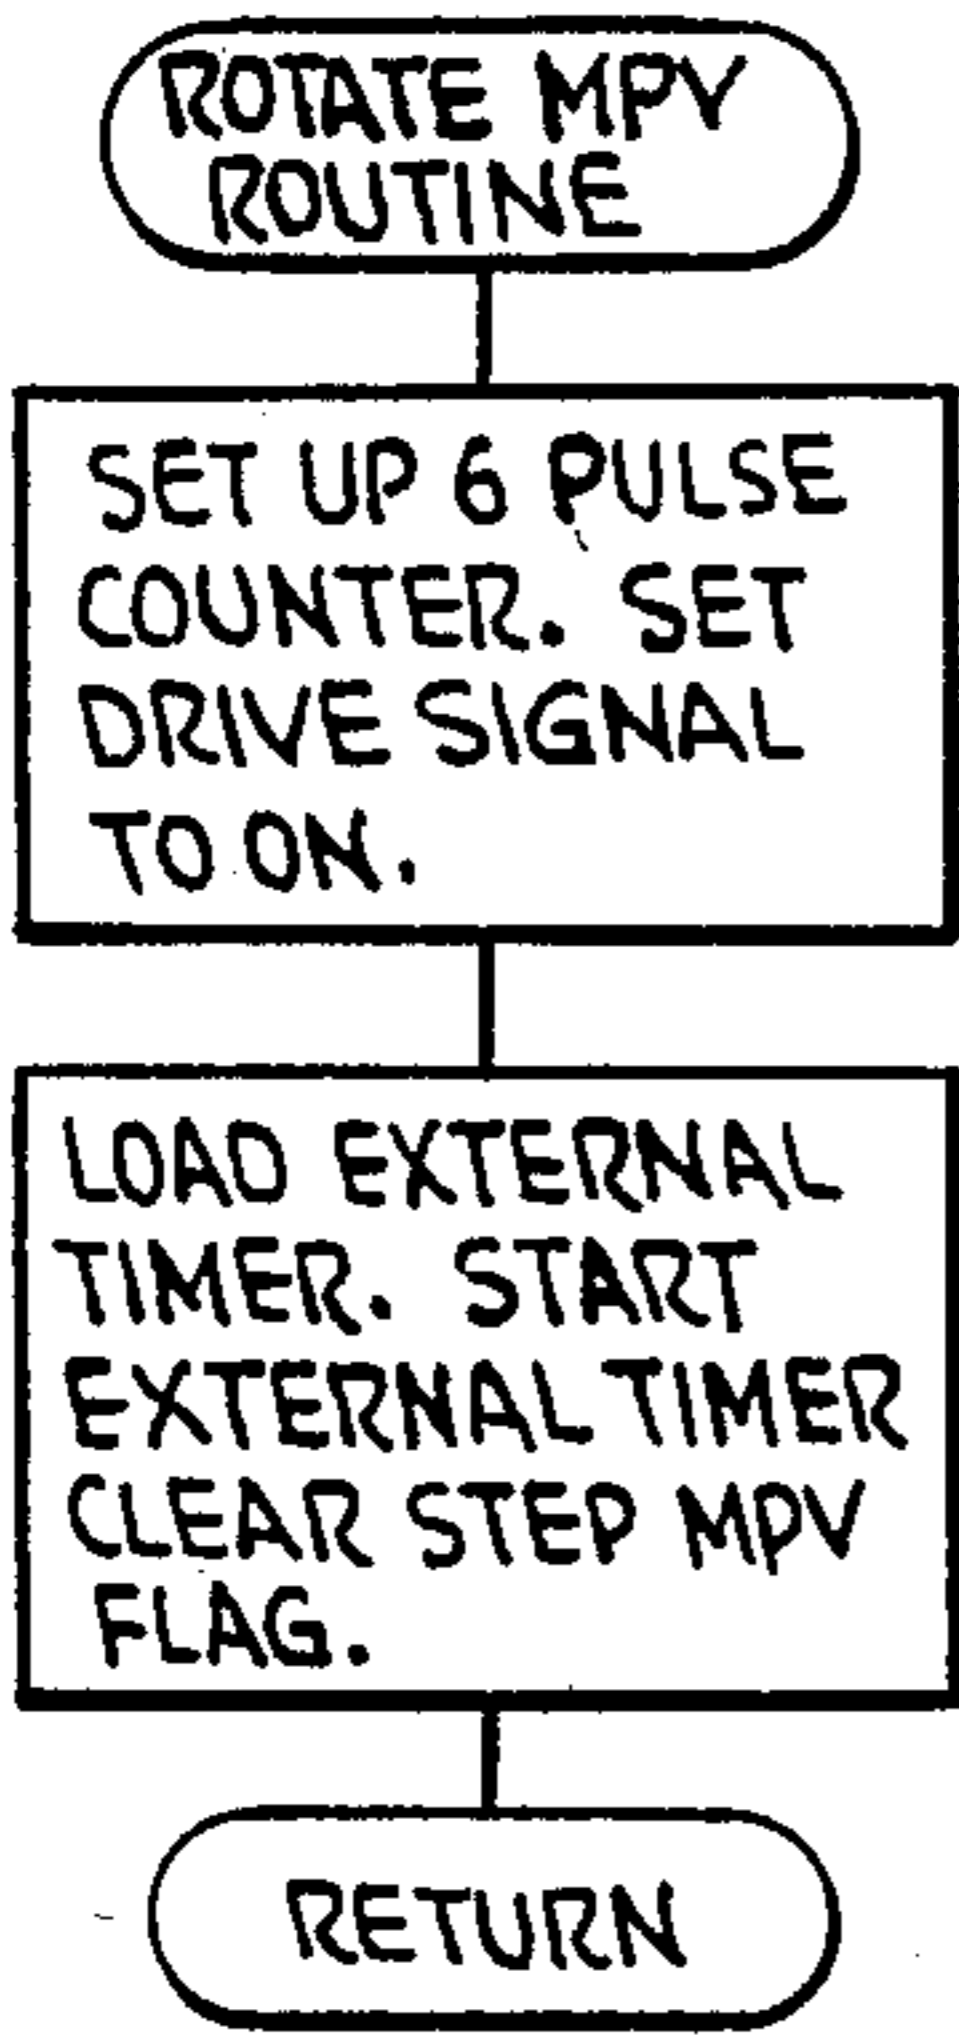 ROTATE MPV
ROUTINE
SET UP 6 PULSE
COUNTER. SET
DRIVE SIGNAL
TO ON.
LOAD EXTERNAL
TIMER. START
EXTERNAL TIMER
CLEAR STEP MPV
FLAG.
RETURN